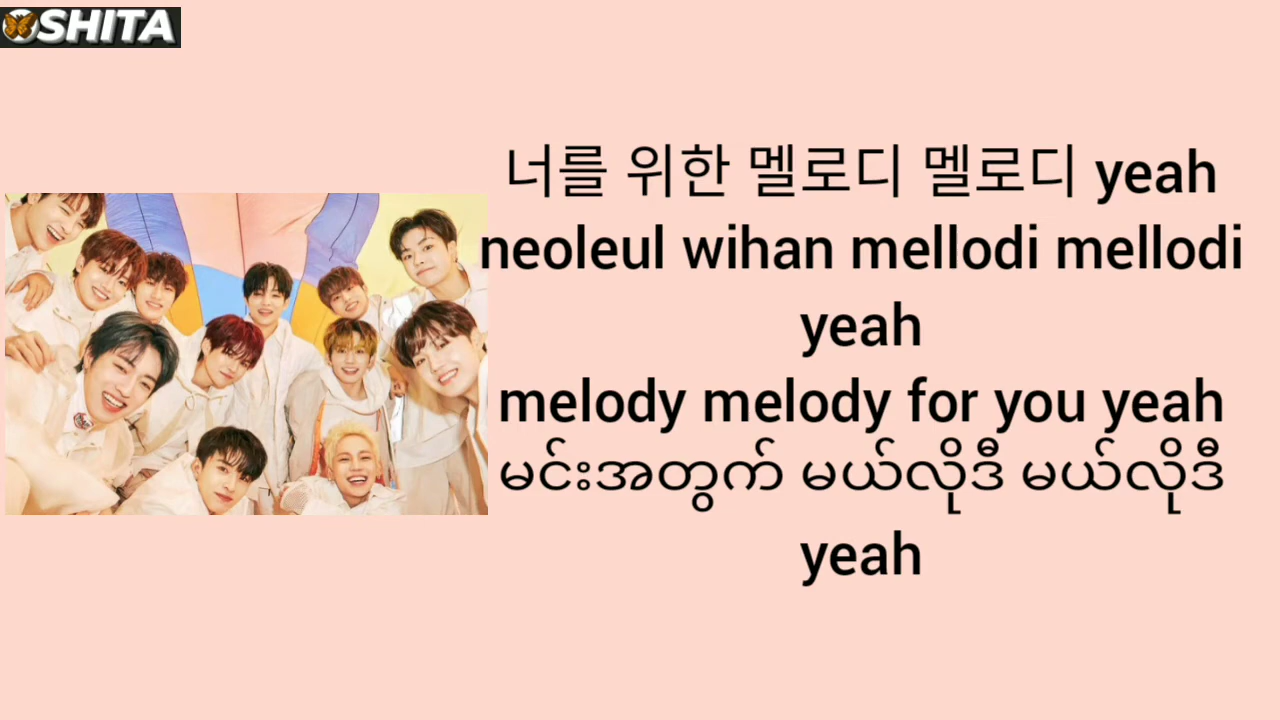 SHITA
너를 위한 멜로디 멜로디 yeah
neoleul wihan mellodi mellodi
yeah
melody melody for you yeah
မင်းအတွက် မယ်လိုဒီ မယ်လိုဒီ
yeah